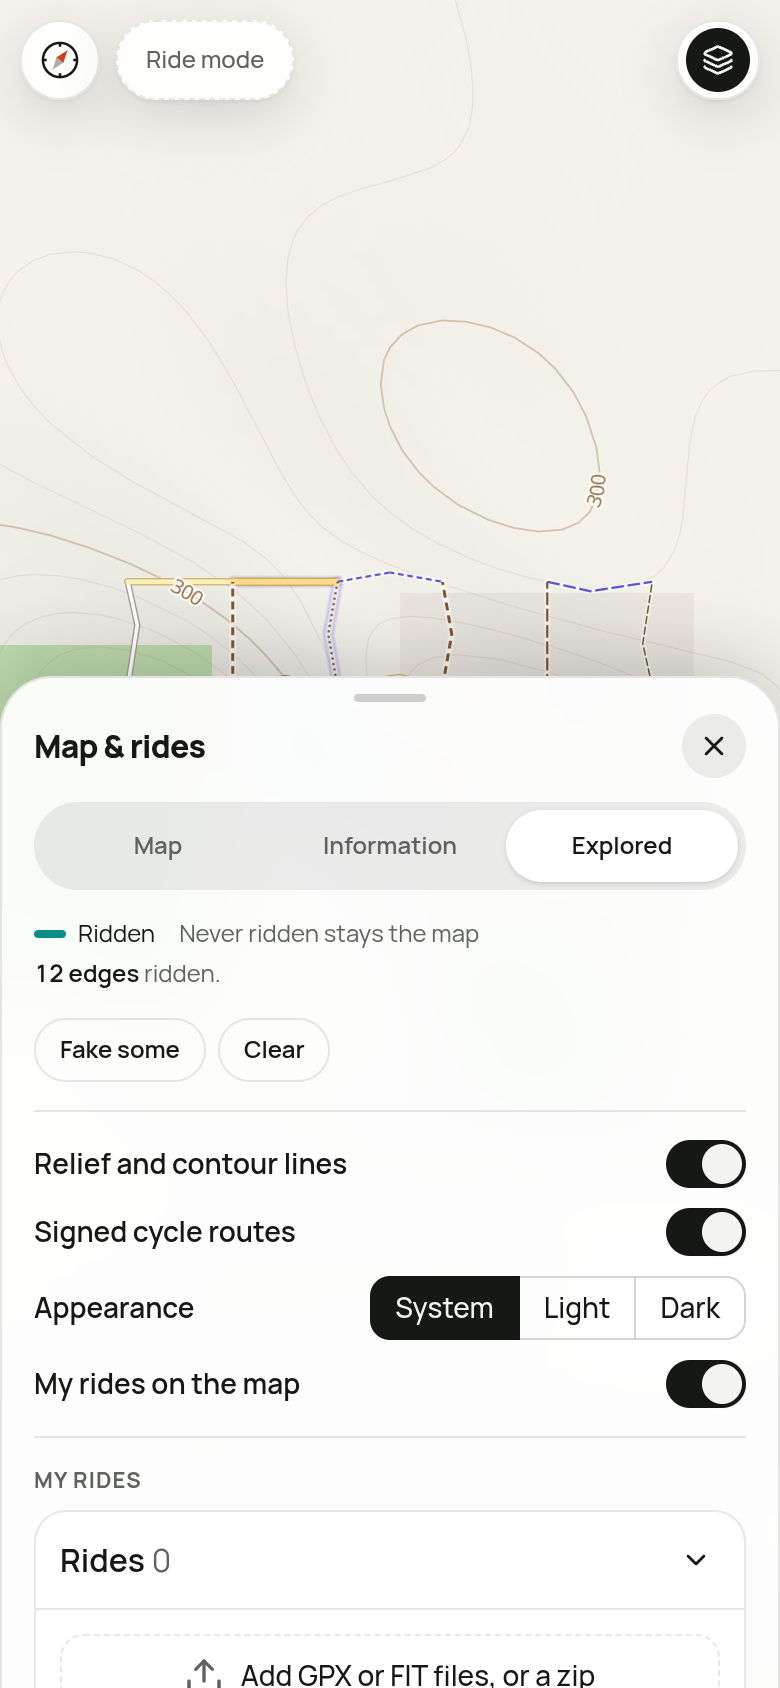 Ride mode
300
300
Map & rides
Map Information Explored
Ridden Never ridden stays the map
12 edges ridden.
Fake some Clear
Relief and contour lines
Signed cycle routes
Appearance System Light Dark
My rides on the map
MY RIDES
Rides 0
Add GPX or FIT files, or a zip